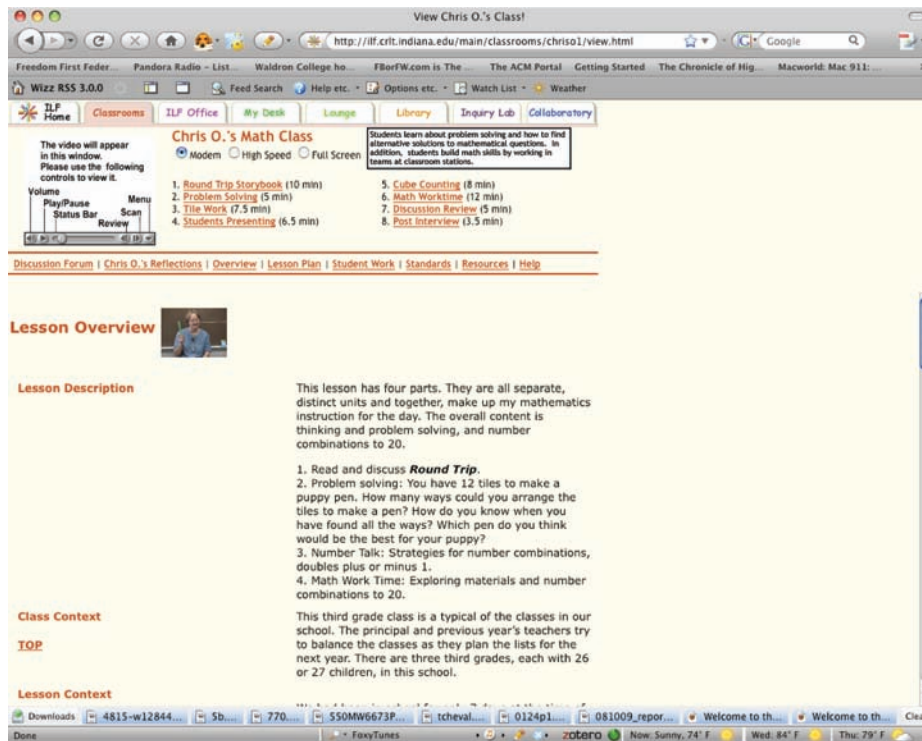 View Chris O.'s Class!
http://ilf.crlt.indiana.edu/main/classrooms/chriso1/view.html
Google
Freedom First Feder... Pandora Radio – List... Waldron College ho... FBorFW.com is The ... The ACM Portal Getting Started The Chronicle of Hig... Macworld: Mac 911: ...
Wizz RSS 3.0.0 Feed Search Help etc. Options etc. Watch List Weather
ILF Home Classrooms ILF Office My Desk Lounge Library Inquiry Lab Collaboratory
The video will appear
in this window.
Please use the following
controls to view it.
Volume
Play/Pause Menu
Status Bar Scan
Review
Chris O.'s Math Class
Modem High Speed Full Screen
Students learn about problem solving and how to find
alternative solutions to mathematical questions. In
addition, students build math skills by working in
teams at classroom stations.
1. Round Trip Storybook (10 min)
2. Problem Solving (5 min)
3. Tile Work (7.5 min)
4. Students Presenting (6.5 min)
5. Cube Counting (8 min)
6. Math Worktime (12 min)
7. Discussion Review (5 min)
8. Post Interview (3.5 min)
Discussion Forum | Chris O.'s Reflections | Overview | Lesson Plan | Student Work | Standards | Resources | Help
Lesson Overview
Lesson Description
This lesson has four parts. They are all separate,
distinct units and together, make up my mathematics
instruction for the day. The overall content is
thinking and problem solving, and number
combinations to 20.
1. Read and discuss Round Trip.
2. Problem solving: You have 12 tiles to make a
puppy pen. How many ways could you arrange the
tiles to make a pen? How do you know when you
have found all the ways? Which pen do you think
would be the best for your puppy?
3. Number Talk: Strategies for number combinations,
doubles plus or minus 1.
4. Math Work Time: Exploring materials and number
combinations to 20.
Class Context
TOP
This third grade class is a typical of the classes in our
school. The principal and previous year's teachers try
to balance the classes as they plan the lists for the
next year. There are three third grades, each with 26
or 27 children, in this school.
Lesson Context
Downloads 4815-w12844... 5b.... 770.... 550MW6673P... tcheval.... 0124p1.... 081009_repor... Welcome to th... Welcome to th... Clea
Done FoxyTunes zotero Now: Sunny, 74° F Wed: 84° F Thu: 79° F